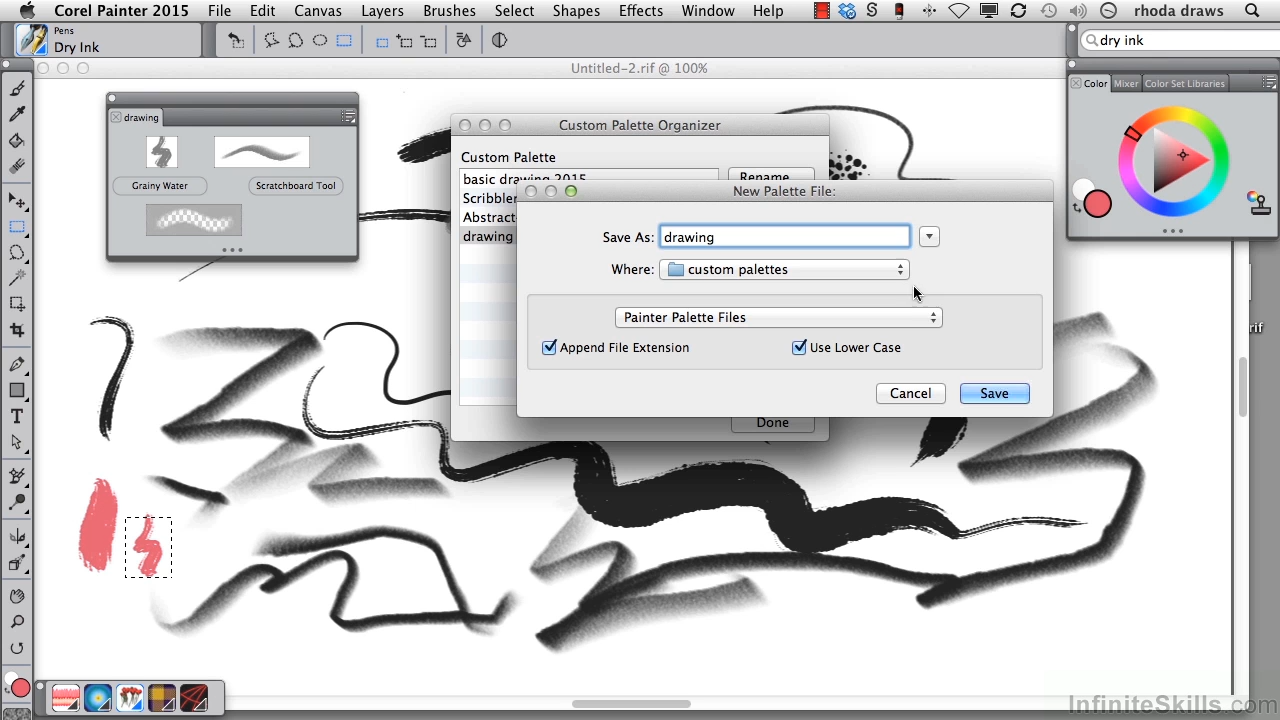 Corel Painter 2015 File Edit Canvas Layers Brushes Select Shapes Effects Window Help rhoda draws
Pens
Dry Ink
dry ink
Untitled-2.rif @ 100%
Color Mixer Color Set Libraries
drawing
Grainy Water Scratchboard Tool
Custom Palette Organizer
Custom Palette
basic drawing 2015
Rename
Scribbler
Abstract
drawing
Done
New Palette File:
Save As: drawing
Where: custom palettes
Painter Palette Files
Append File Extension Use Lower Case
Cancel Save
rif
InfiniteSkills.com